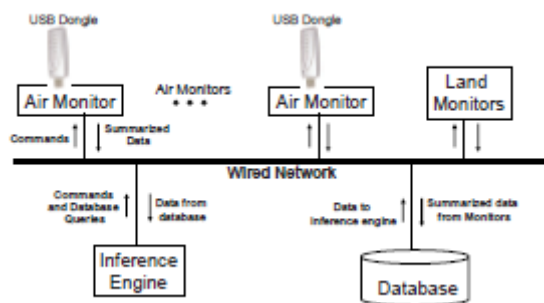 USB Dongle
USB Dongle
Air Monitor
Air Monitors
Air Monitor
Land
Monitors
Commands
Summarized
Data
Wired Network
Commands
and Database
Queries
Data from
database
Data to
Inference engine
Summarized data
from Monitors
Inference
Engine
Database